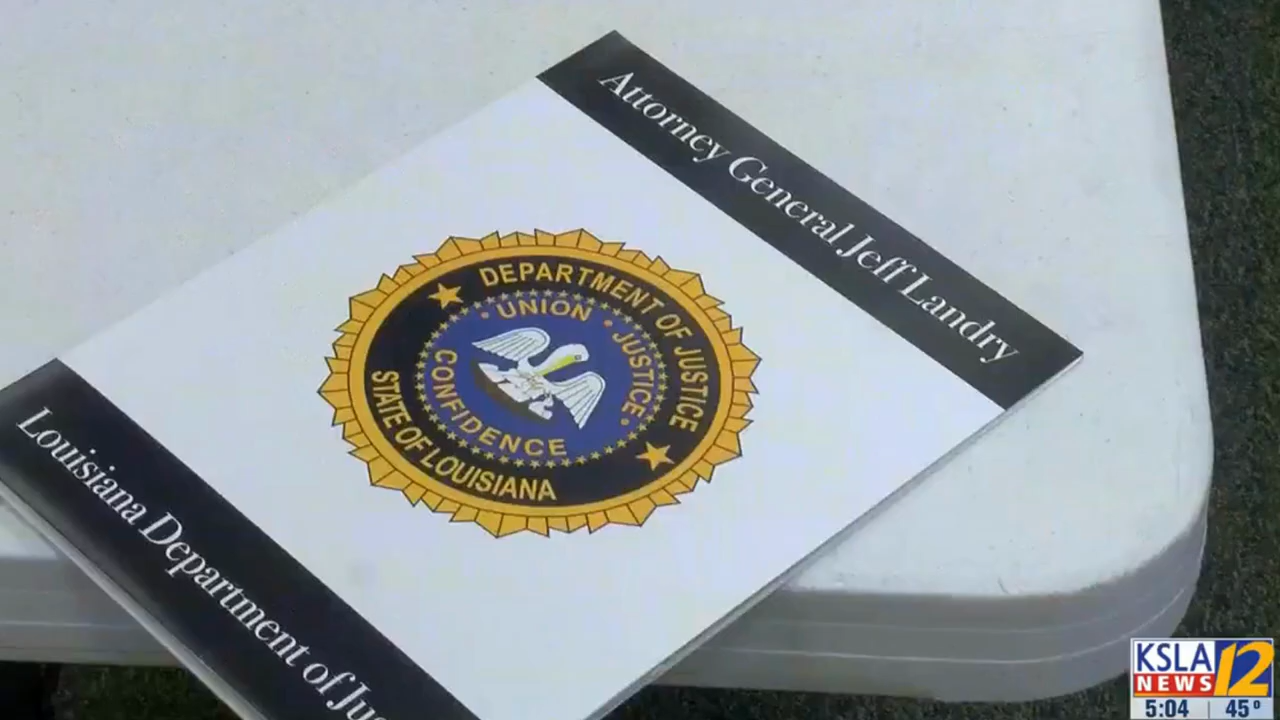 Attorney General Jeff Landry
DEPARTMENT OF JUSTICE
UNION • JUSTICE •
CONFIDENCE
STATE OF LOUISIANA
Louisiana Department of
KSLA 12
NEWS
5:04 45°